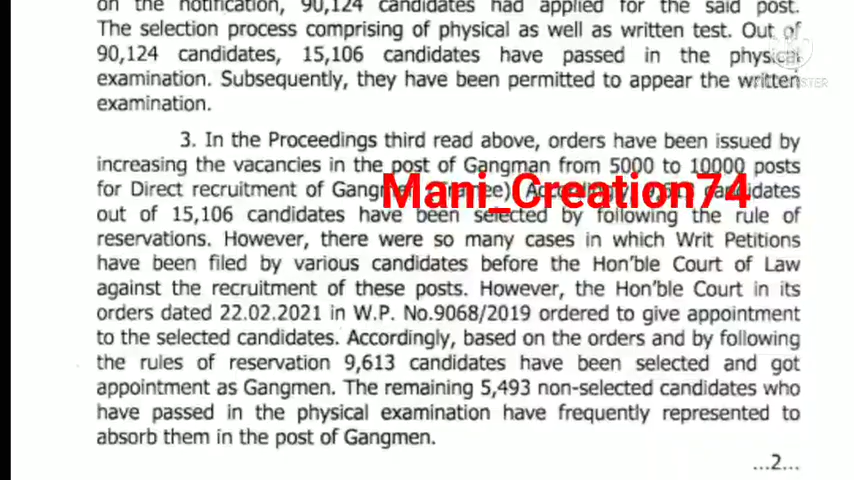 on the notification, 90,124 candidates had applied for the said post.
The selection process comprising of physical as well as written test. Out of
90,124 candidates, 15,106 candidates have passed in the physical
examination. Subsequently, they have been permitted to appear the written
examination.
3. In the Proceedings third read above, orders have been issued by
increasing the vacancies in the post of Gangman from 5000 to 10000 posts
for Direct recruitment of Accordingly candidates
Mani_Creation74
out of 15,106 candidates have been selected by following the rule of
reservations. However, there were so many cases in which Writ Petitions
have been filed by various candidates before the Hon'ble Court of Law
against the recruitment of these posts. However, the Hon'ble Court in its
orders dated 22.02.2021 in W.P. No.9068/2019 ordered to give appointment
to the selected candidates. Accordingly, based on the orders and by following
the rules of reservation 9,613 candidates have been selected and got
appointment as Gangmen. The remaining 5,493 non-selected candidates who
have passed in the physical examination have frequently represented to
absorb them in the post of Gangmen.
...2...